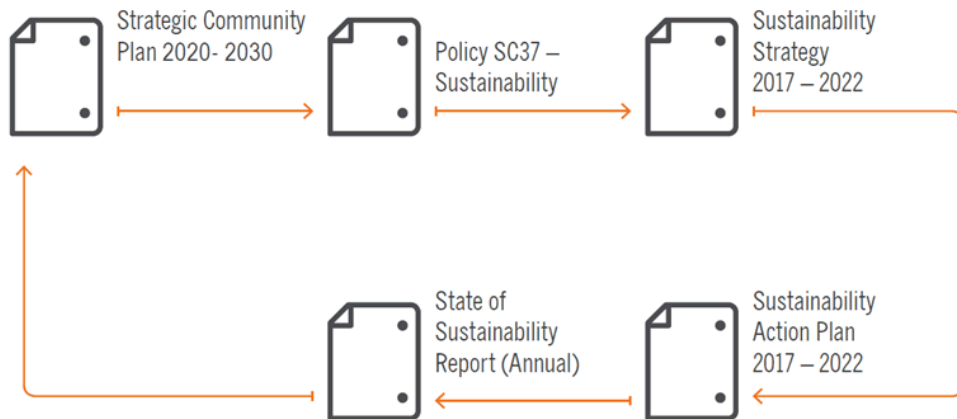 Strategic Community
Plan 2020- 2030
Policy SC37 –
Sustainability
Sustainability
Strategy
2017 – 2022
State of
Sustainability
Report (Annual)
Sustainability
Action Plan
2017 – 2022